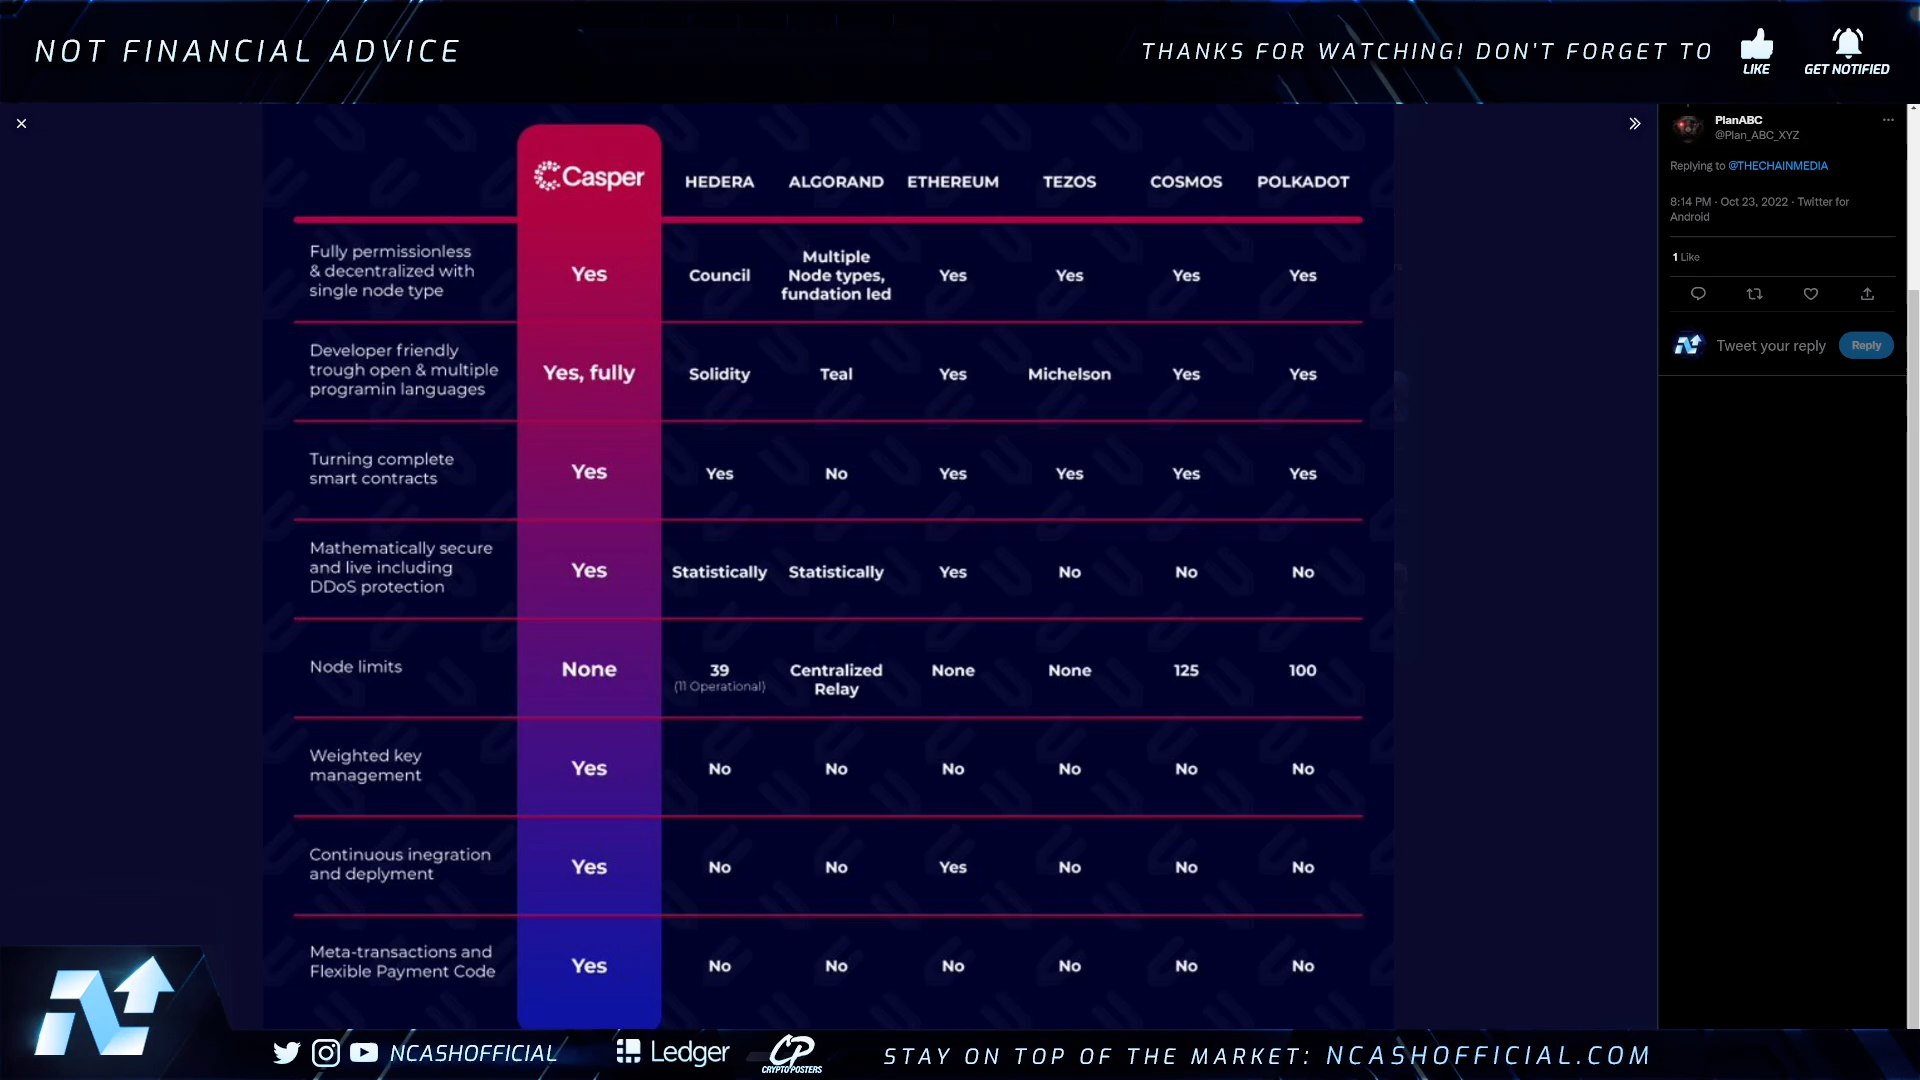 NOT FINANCIAL ADVICE
THANKS FOR WATCHING! DON'T FORGET TO
LIKE
GET NOTIFIED
Casper HEDERA ALGORAND ETHEREUM TEZOS COSMOS POLKADOT
Fully permissionless
& decentralized with
single node type
Yes
Council
Multiple
Node types,
fundation led
Yes
Yes
Yes
Yes
Developer friendly
trough open & multiple
programin languages
Yes, fully
Solidity
Teal
Yes
Michelson
Yes
Yes
Turning complete
smart contracts
Yes
Yes
No
Yes
Yes
Yes
Yes
Mathematically secure
and live including
DDoS protection
Yes
Statistically
Statistically
Yes
No
No
No
Node limits
None
39
(11 Operational)
Centralized
Relay
None
None
125
100
Weighted key
management
Yes
No
No
No
No
No
No
Continuous inegration
and deplyment
Yes
No
No
Yes
No
No
No
Meta-transactions and
Flexible Payment Code
Yes
No
No
No
No
No
No
PlanABC
@Plan_ABC_XYZ
Replying to @THECHAINMEDIA
8:14 PM · Oct 23, 2022 · Twitter for
Android
1 Like
Tweet your reply
Reply
NCASHOFFICIAL
Ledger
CP
CRYPTOPOSTERS
STAY ON TOP OF THE MARKET: NCASHOFFICIAL.COM